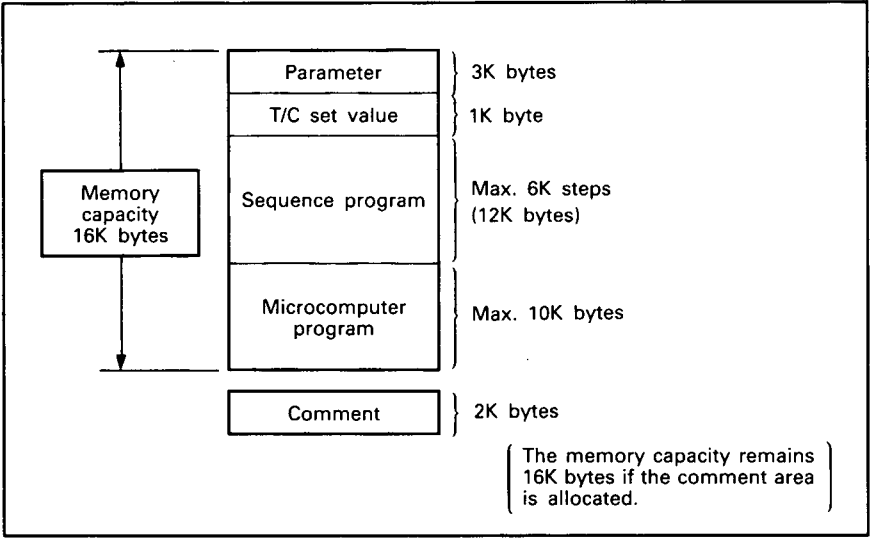 Parameter
3K bytes
T/C set value
1K byte
Memory
capacity
16K bytes
Sequence program
Max. 6K steps
(12K bytes)
Microcomputer
program
Max. 10K bytes
Comment
2K bytes
The memory capacity remains
16K bytes if the comment area
is allocated.